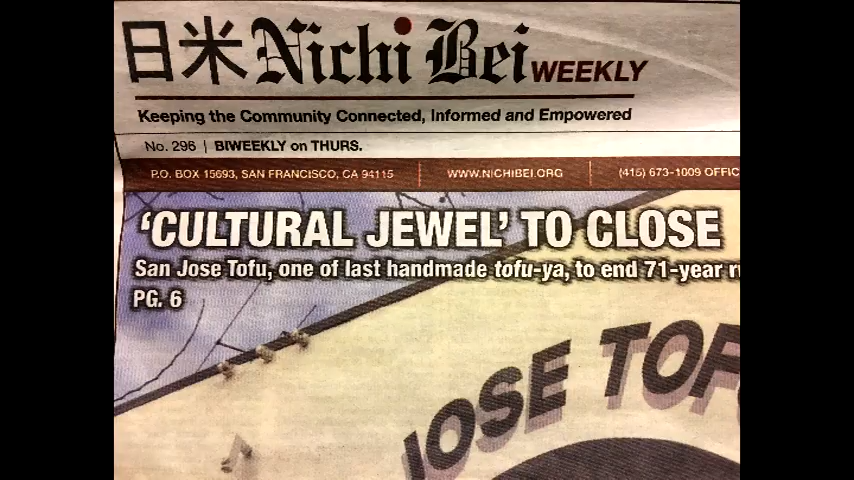 日米 Nichi Bei WEEKLY
Keeping the Community Connected, Informed and Empowered
No. 296 | BIWEEKLY on THURS.
P.O. BOX 15693, SAN FRANCISCO, CA 94115 | WWW.NICHIBEI.ORG | (415) 673-1009 OFFIC
'CULTURAL JEWEL' TO CLOSE
San Jose Tofu, one of last handmade tofu-ya, to end 71-year
PG. 6
JOSE TOF